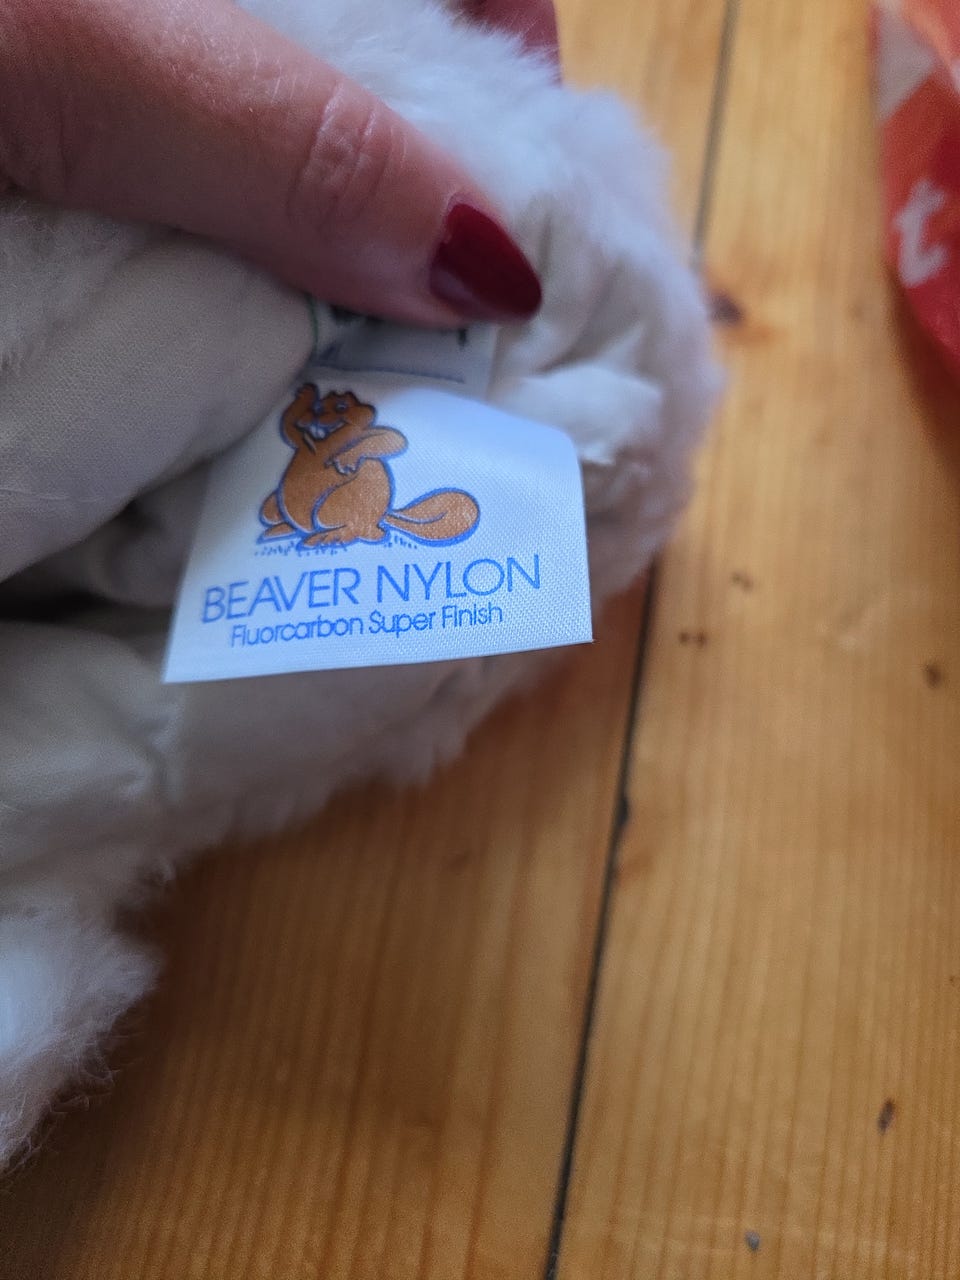 BEAVER NYLON
Fluorcarbon Super Finish
t